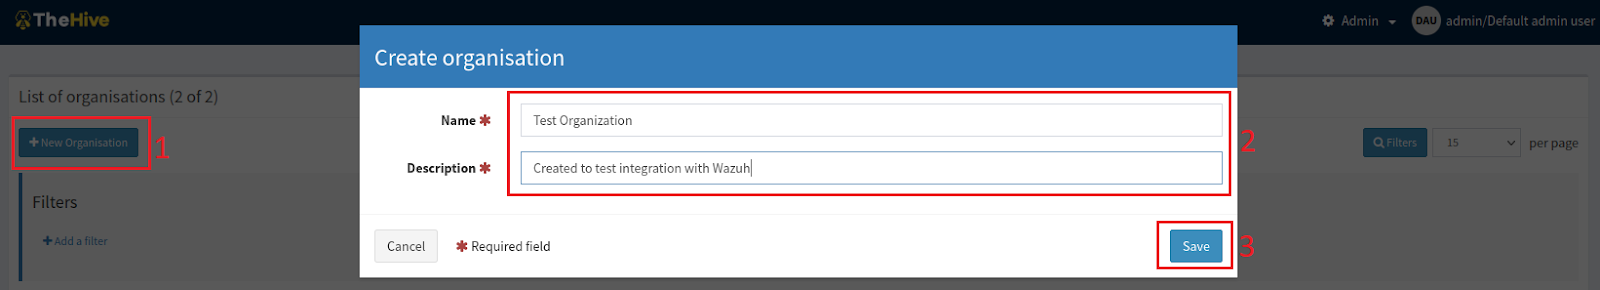 TheHive
Admin
DAU admin/Default admin user
Create organisation
List of organisations (2 of 2)
Name ✱ Test Organization
+ New Organisation 1
2
Filters 15 per page
Description ✱ Created to test integration with Wazuh
Filters
+ Add a filter
Cancel ✱ Required field Save 3